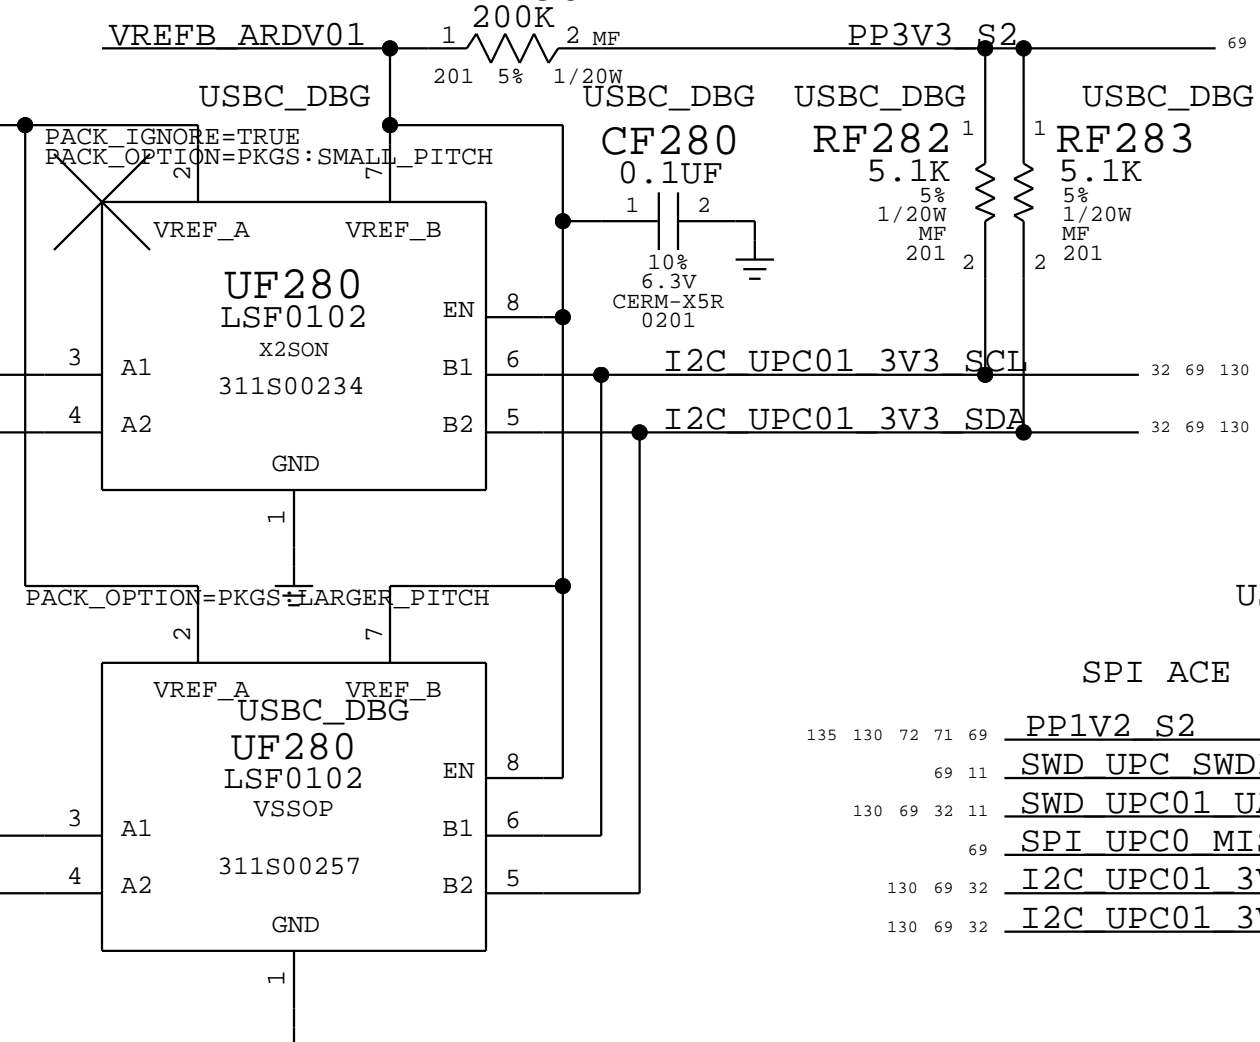 200K
VREFB_ARDV01
1
2
MF
PP3V3_S2
69
201 5% 1/20W
USBC_DBG
USBC_DBG
USBC_DBG
USBC_DBG
PACK_IGNORE=TRUE
PACK_OPTION=PKGS:SMALL_PITCH
2
7
CF280
0.1UF
1
2
10%
6.3V
CERM-X5R
0201
RF282
5.1K
5%
1/20W
MF
201
1
2
1
2
RF283
5.1K
5%
1/20W
MF
201
VREF_A
VREF_B
UF280
LSF0102
X2SON
311S00234
EN
8
3
A1
B1
6
I2C_UPC01_3V3_SCL
32 69 130
4
A2
B2
5
I2C_UPC01_3V3_SDA
32 69 130
GND
1
PACK_OPTION=PKGS:LARGER_PITCH
2
7
VREF_A
VREF_B
USBC_DBG
UF280
LSF0102
VSSOP
311S00257
EN
8
3
A1
B1
6
4
A2
B2
5
GND
1
SPI ACE
135 130 72 71 69 PP1V2_S2
69 11 SWD_UPC_SWD
130 69 32 11 SWD_UPC01_U
69 SPI_UPC0_MI
130 69 32 I2C_UPC01_3
130 69 32 I2C_UPC01_3